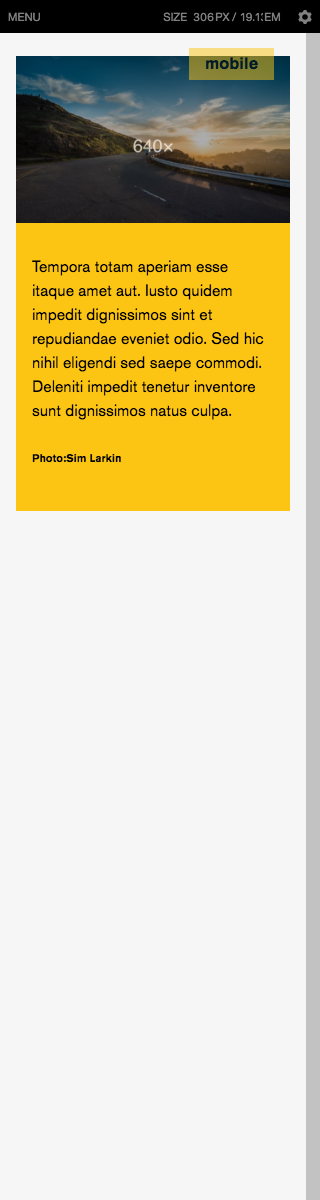 MENU
SIZE 306PX / EM
mobile
640×
Tempora totam aperiam esse
itaque amet aut. Iusto quidem
impedit dignissimos sint et
repudiandae eveniet odio. Sed hic
nihil eligendi sed saepe commodi.
Deleniti impedit tenetur inventore
sunt dignissimos natus culpa.
Photo:Sim Larkin